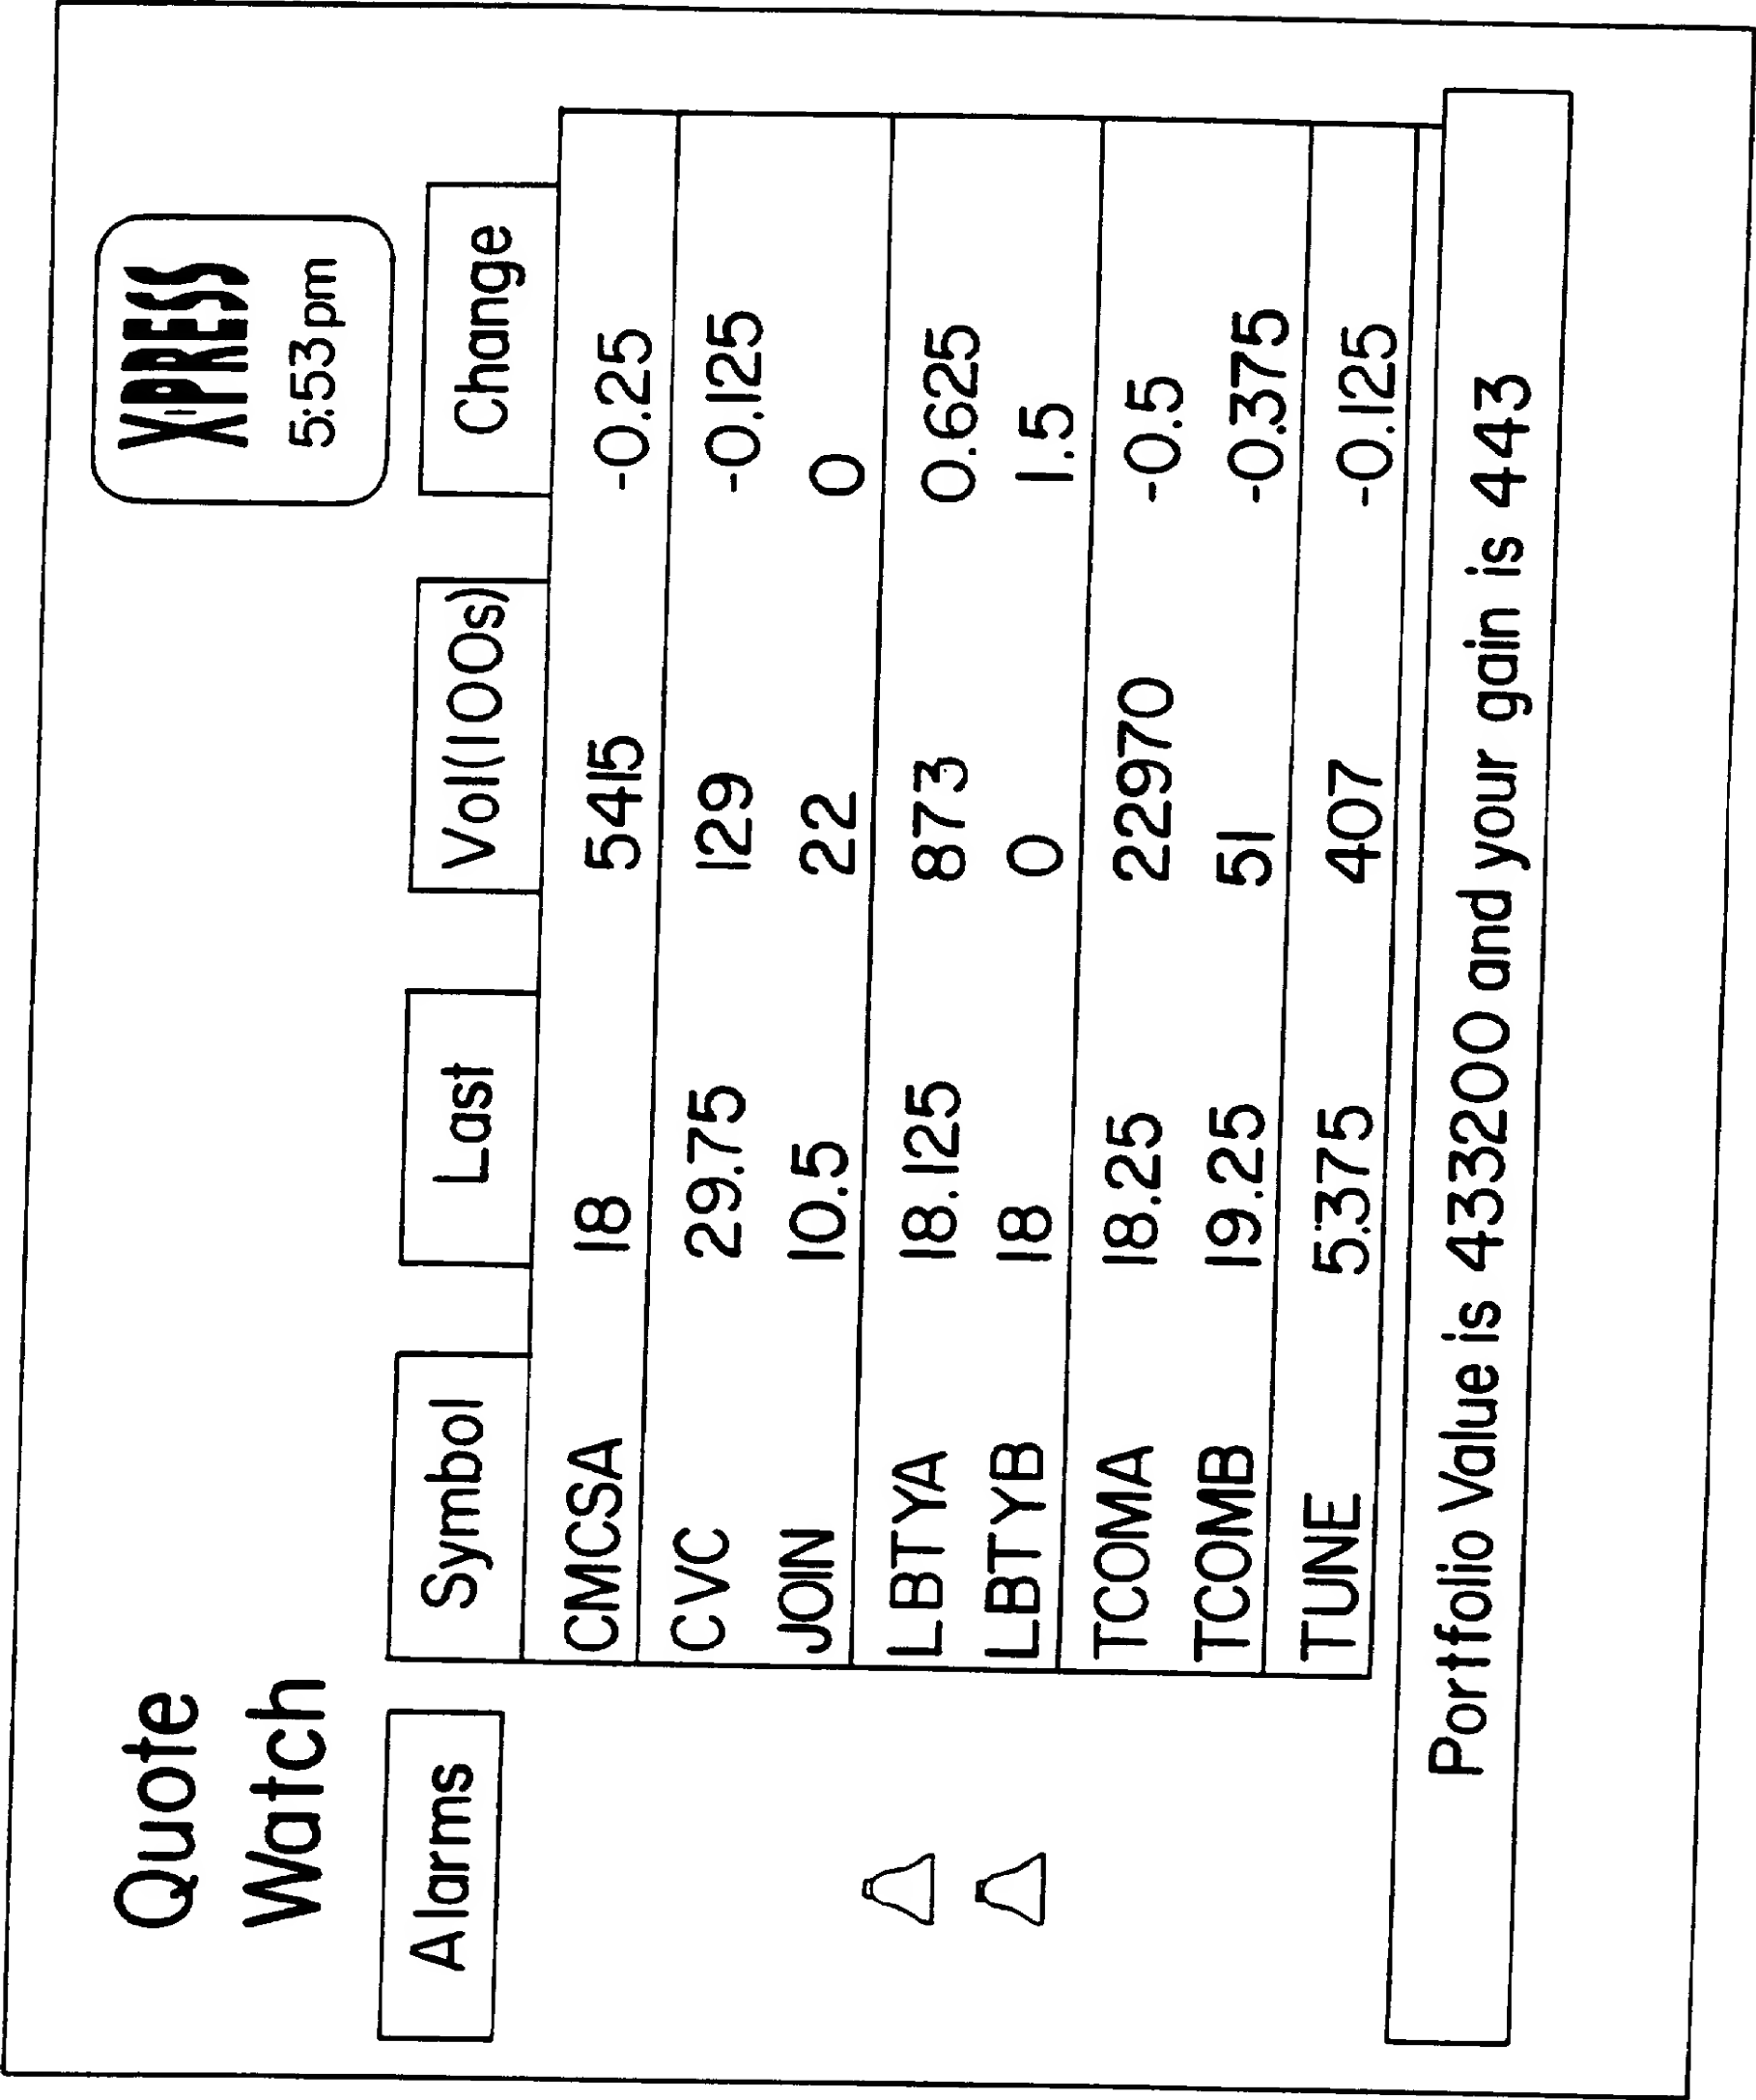 Quote
Watch
XPRESS
5:53pm
Alarms Symbol Last Vol(100s) Change
CMCSA 18 5415 -0.25
CVC 29.75 129 -0.125
JOIN 10.5 22 0
LBTYA 18.125 873 0.625
LBTYB 18 0 1.5
TCOMA 18.25 22970 -0.5
TCOMB 19.25 51 -0.375
TUNE 5.375 407 -0.125
Portfolio Value is 433200 and your gain is 443